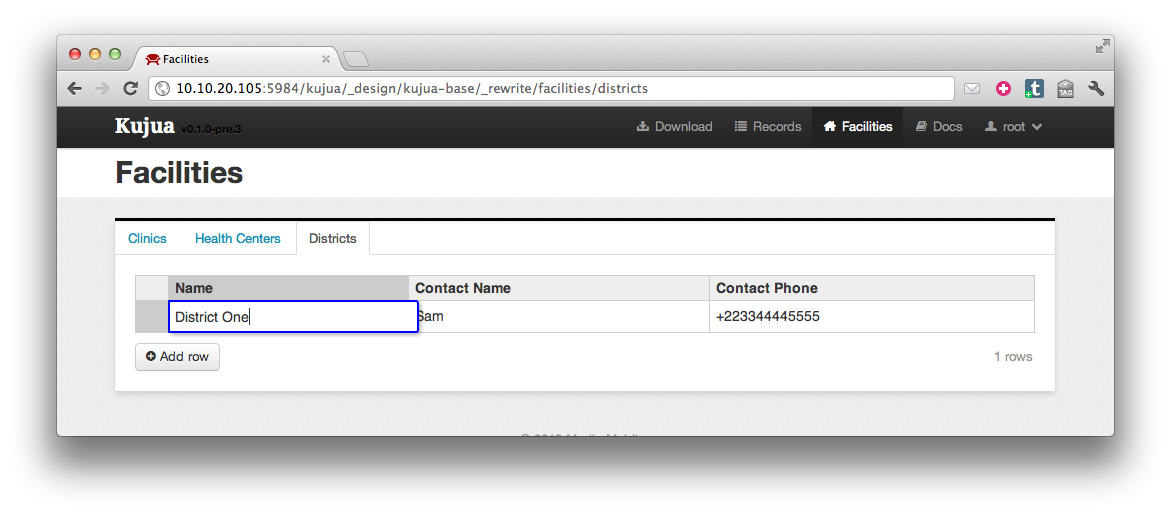 Facilities
10.10.20.105:5984/kujua/_design/kujua-base/_rewrite/facilities/districts
TAG
Kujua v0.1.0-pre.3 Download Records Facilities Docs root
Facilities
Clinics Health Centers Districts
Name Contact Name Contact Phone
District One Sam +223344445555
Add row 1 rows